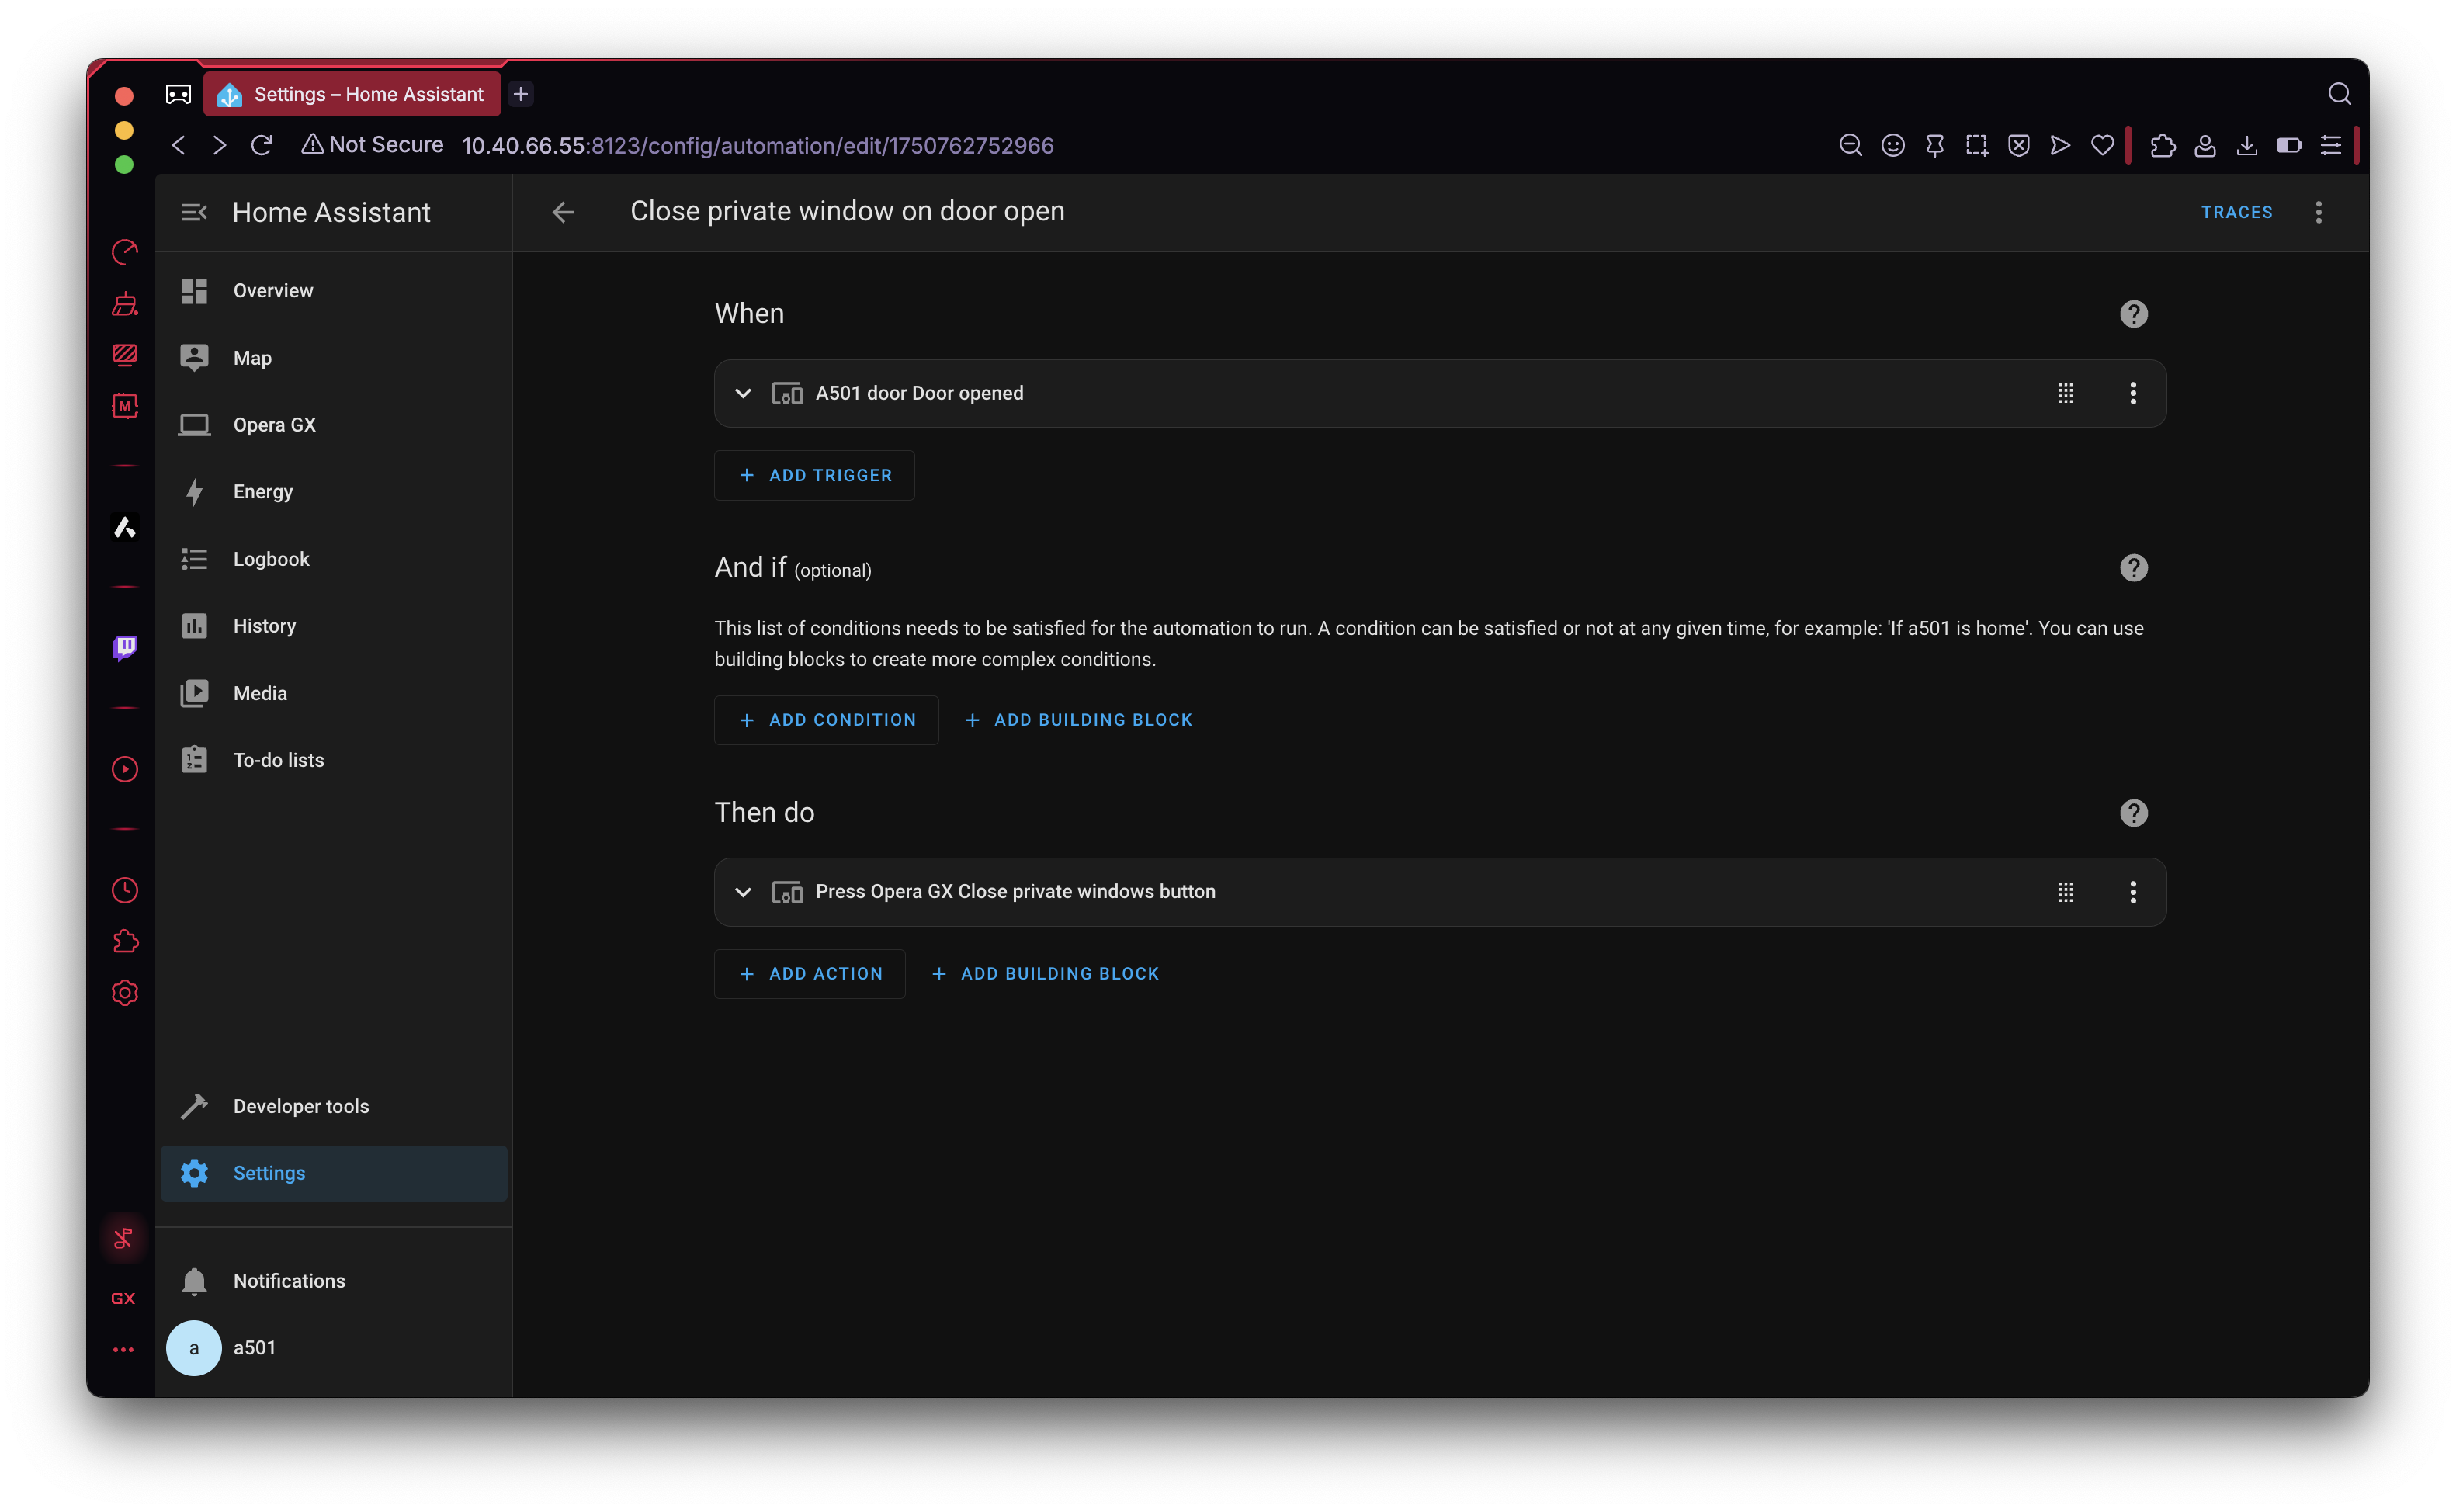 Settings – Home Assistant
Not Secure 10.40.66.55:8123/config/automation/edit/1750762752966
Home Assistant
Close private window on door open
TRACES
Overview
Map
Opera GX
Energy
Logbook
History
Media
To-do lists
Developer tools
Settings
Notifications
a
a501
M
GX
When
A501 door Door opened
ADD TRIGGER
And if (optional)
This list of conditions needs to be satisfied for the automation to run. A condition can be satisfied or not at any given time, for example: 'If a501 is home'. You can use
building blocks to create more complex conditions.
ADD CONDITION
ADD BUILDING BLOCK
Then do
Press Opera GX Close private windows button
ADD ACTION
ADD BUILDING BLOCK